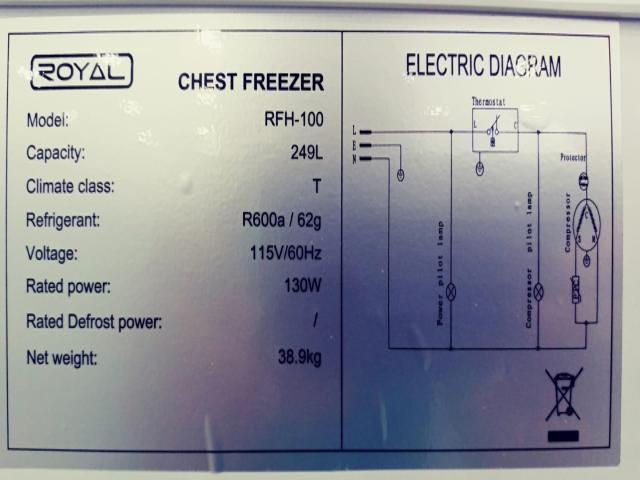 ROYAL
CHEST FREEZER
Model: RFH-100
Capacity: 249L
Climate class: T
Refrigerant: R600a / 62g
Voltage: 115V/60Hz
Rated power: 130W
Rated Defrost power: /
Net weight: 38.9kg
ELECTRIC DIAGRAM
Thermostat
L
L C
E
N
Protector
Power pilot lamp
Compressor pilot lamp
Compressor
C
S M
PTC